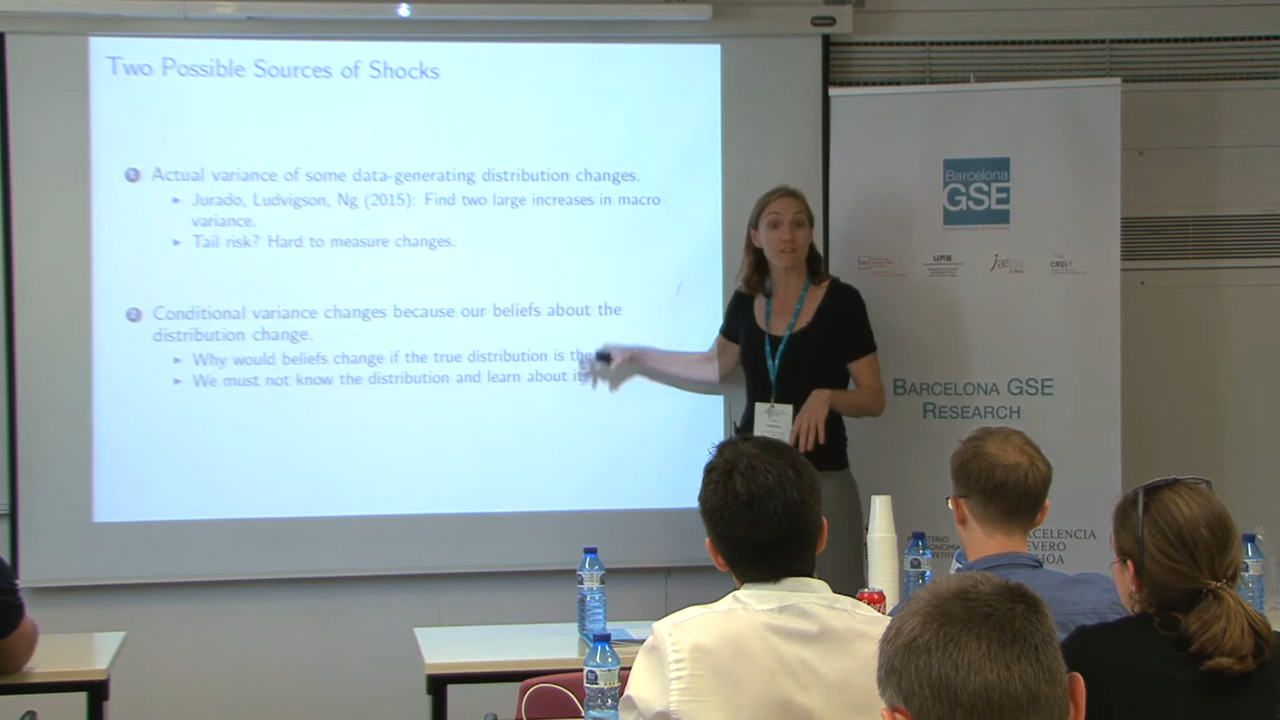 Two Possible Sources of Shocks
1 Actual variance of some data-generating distribution changes.
► Jurado, Ludvigson, Ng (2015): Find two large increases in macro
variance.
► Tail risk? Hard to measure changes.
2 Conditional variance changes because our beliefs about the
distribution change.
► Why would beliefs change if the true distribution is the
► We must not know the distribution and learn about it
Barcelona
GSE
UAB
CREi
BARCELONA GSE
RESEARCH